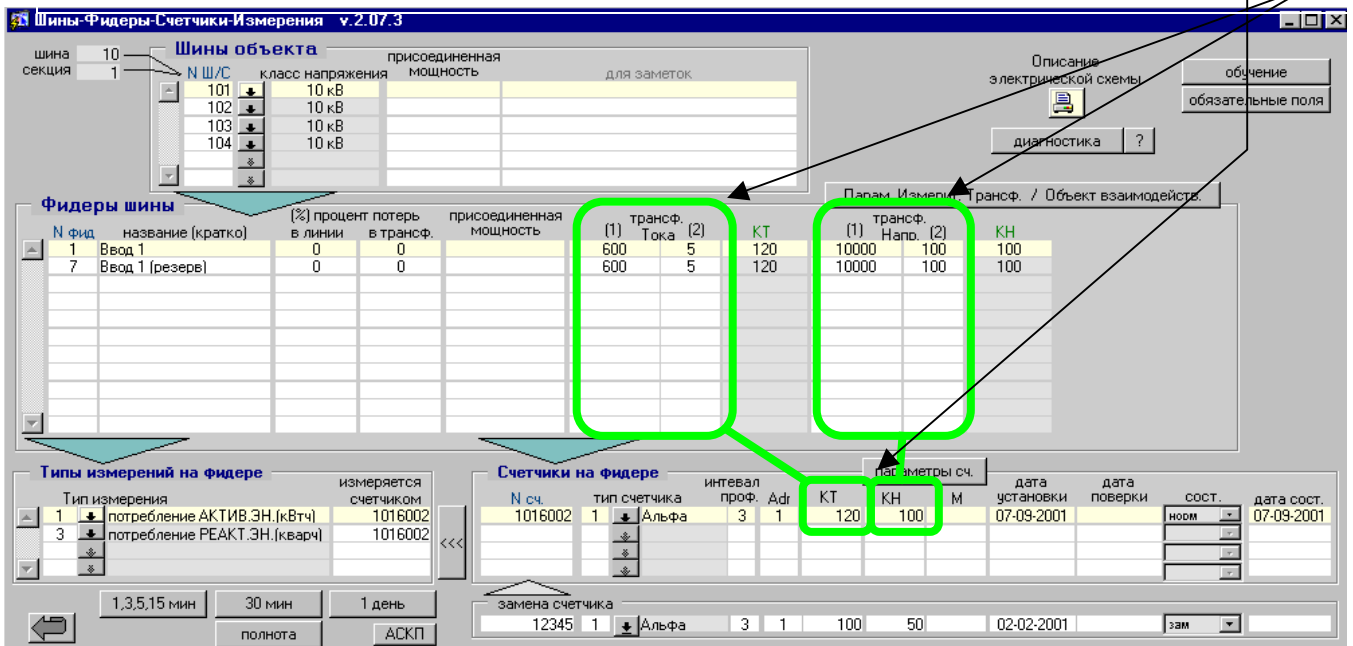 Шины-Фидеры-Счетчики-Измерения v.2.07.3
шина 10
секция 1
Шины объекта
N Ш/С класс напряжения присоединенная мощность для заметок
101 10 кВ
102 10 кВ
103 10 кВ
104 10 кВ
Описание
электрической схемы
обучение
обязательные поля
диагностика ?
Парам. Измерит. Трансф. / Объект взаимодейств.
Фидеры шины
N фид название (кратко) (%) процент потерь в линии в трансф. присоединенная мощность (1) трансф. Тока (2) КТ (1) трансф. Напр. (2) КН
1 Ввод 1 0 0 600 5 120 10000 100 100
7 Ввод 1 (резерв) 0 0 600 5 120 10000 100 100
Типы измерений на фидере
Тип измерения измеряется счетчиком
1 потребление АКТИВ.ЭН.(кВтч) 1016002
3 потребление РЕАКТ.ЭН.(кварч) 1016002
<<<
Счетчики на фидере
параметры сч.
N сч. тип счетчика интевал проф. Adr КТ КН М дата установки дата поверки сост. дата сост.
1016002 1 Альфа 3 1 120 100 07-09-2001 норм 07-09-2001
1,3,5,15 мин 30 мин 1 день
полнота АСКП
замена счетчика
12345 1 Альфа 3 1 100 50 02-02-2001 зам